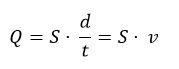 Q = S · d/t = S · v